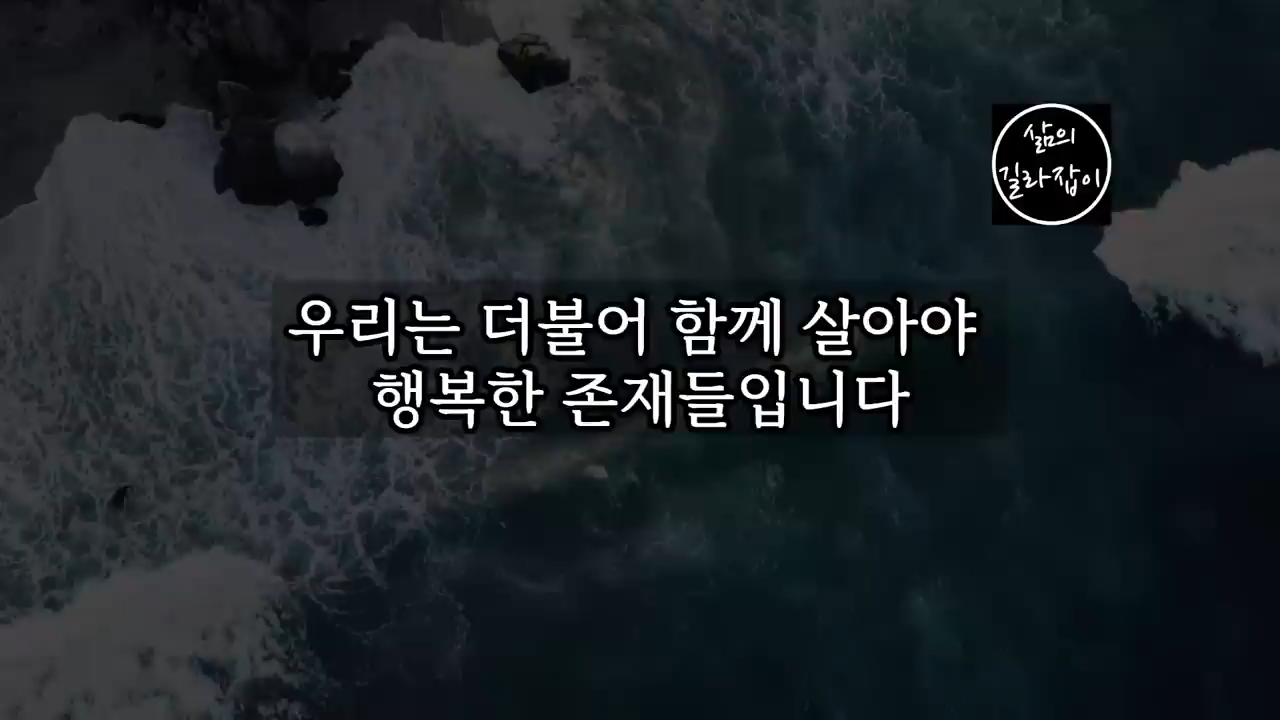 삶의
길라잡이
우리는 더불어 함께 살아야
행복한 존재들입니다